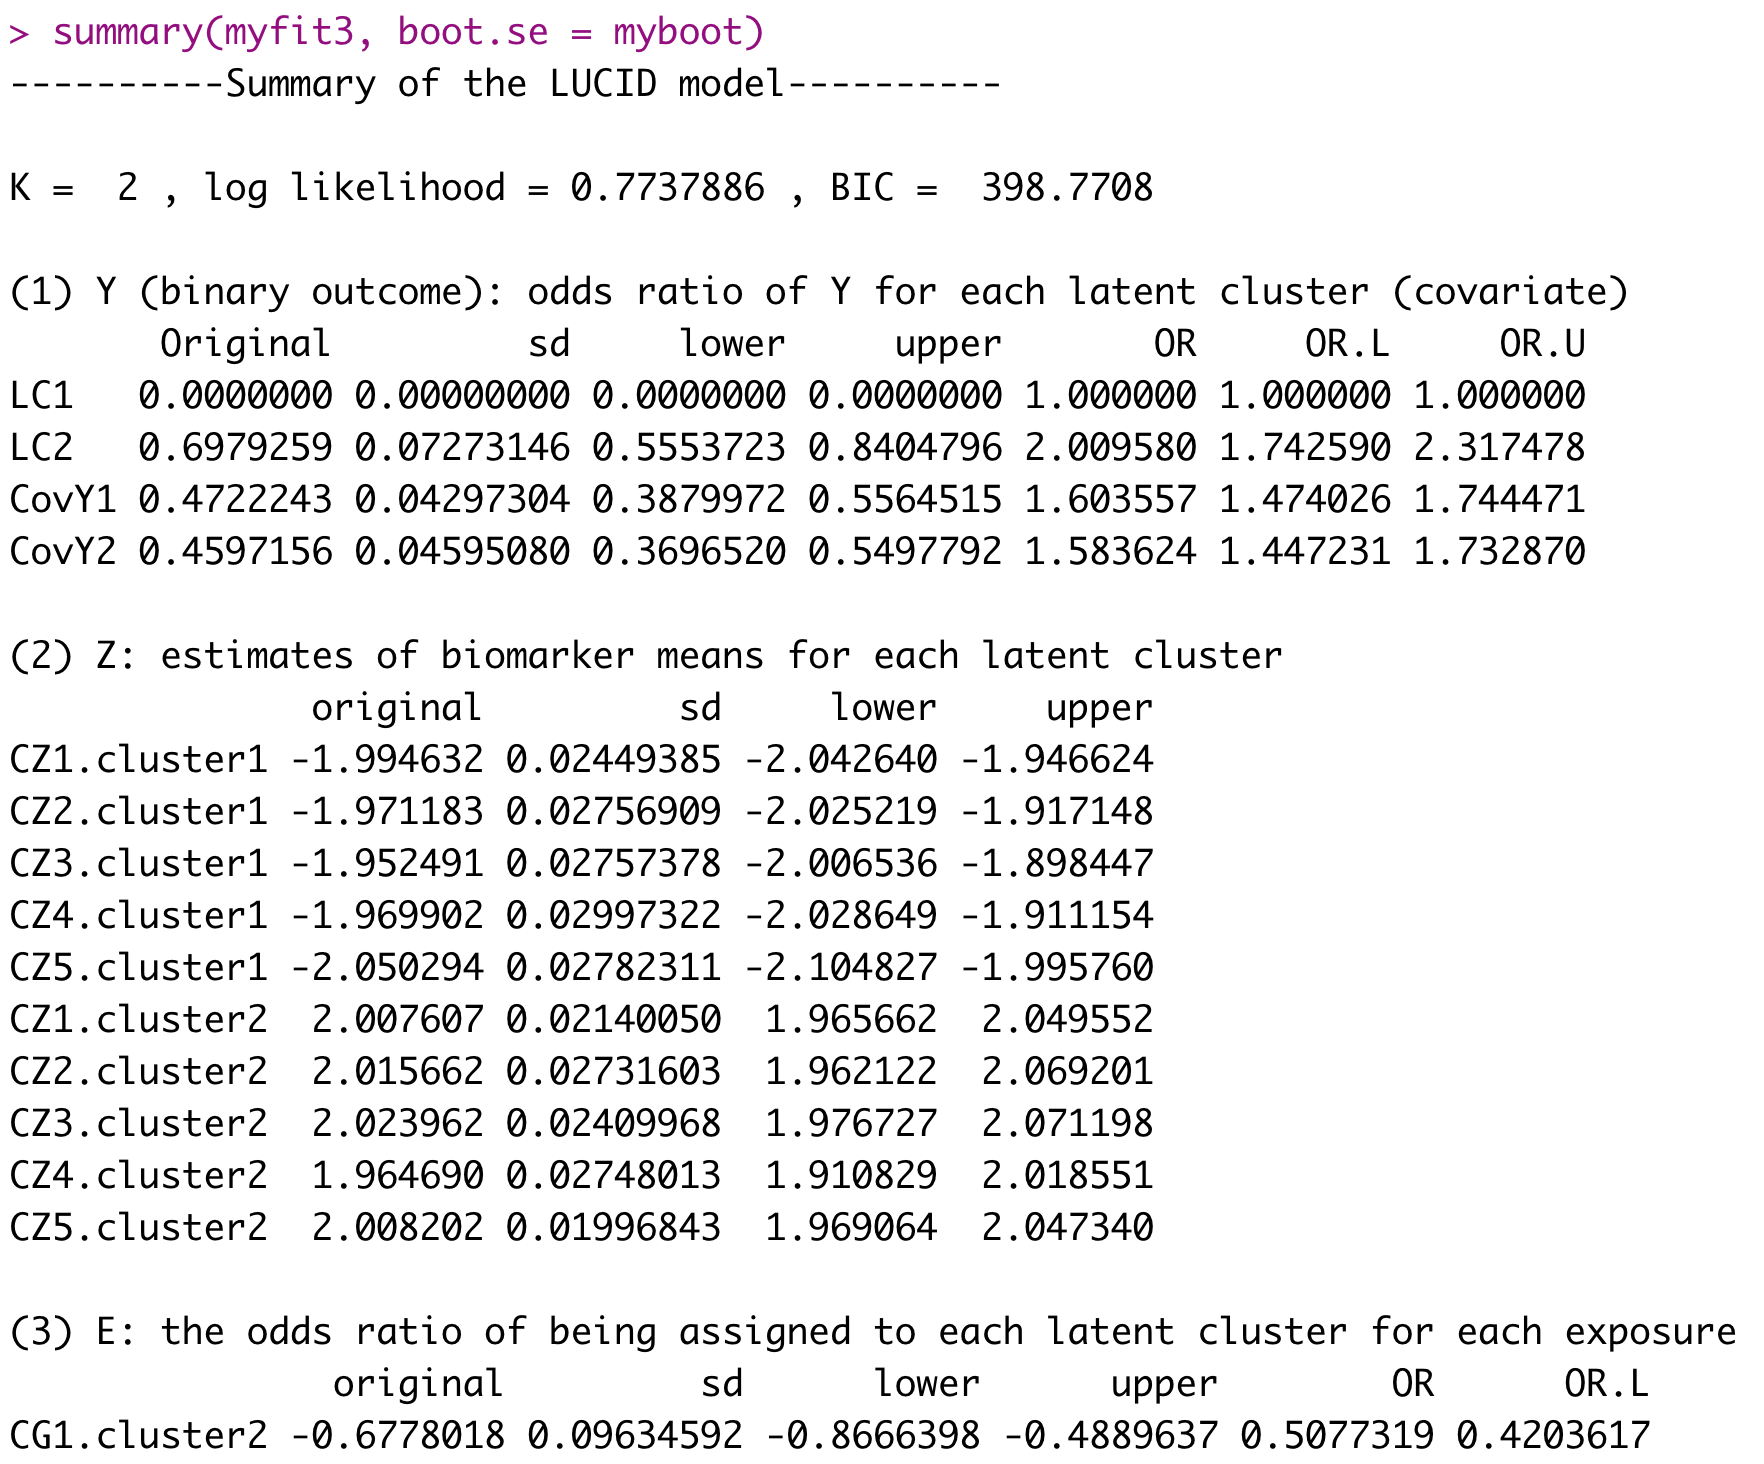 > summary(myfit3, boot.se = myboot)
----------Summary of the LUCID model----------
K =  2 , log likelihood = 0.7737886 , BIC =  398.7708
(1) Y (binary outcome): odds ratio of Y for each latent cluster (covariate)
       Original         sd     lower     upper       OR     OR.L     OR.U
LC1   0.0000000 0.00000000 0.0000000 0.0000000 1.000000 1.000000 1.000000
LC2   0.6979259 0.07273146 0.5553723 0.8404796 2.009580 1.742590 2.317478
CovY1 0.4722243 0.04297304 0.3879972 0.5564515 1.603557 1.474026 1.744471
CovY2 0.4597156 0.04595080 0.3696520 0.5497792 1.583624 1.447231 1.732870
(2) Z: estimates of biomarker means for each latent cluster
              original         sd     lower     upper
CZ1.cluster1 -1.994632 0.02449385 -2.042640 -1.946624
CZ2.cluster1 -1.971183 0.02756909 -2.025219 -1.917148
CZ3.cluster1 -1.952491 0.02757378 -2.006536 -1.898447
CZ4.cluster1 -1.969902 0.02997322 -2.028649 -1.911154
CZ5.cluster1 -2.050294 0.02782311 -2.104827 -1.995760
CZ1.cluster2  2.007607 0.02140050  1.965662  2.049552
CZ2.cluster2  2.015662 0.02731603  1.962122  2.069201
CZ3.cluster2  2.023962 0.02409968  1.976727  2.071198
CZ4.cluster2  1.964690 0.02748013  1.910829  2.018551
CZ5.cluster2  2.008202 0.01996843  1.969064  2.047340
(3) E: the odds ratio of being assigned to each latent cluster for each exposure
               original         sd      lower      upper        OR      OR.L
CG1.cluster2 -0.6778018 0.09634592 -0.8666398 -0.4889637 0.5077319 0.4203617